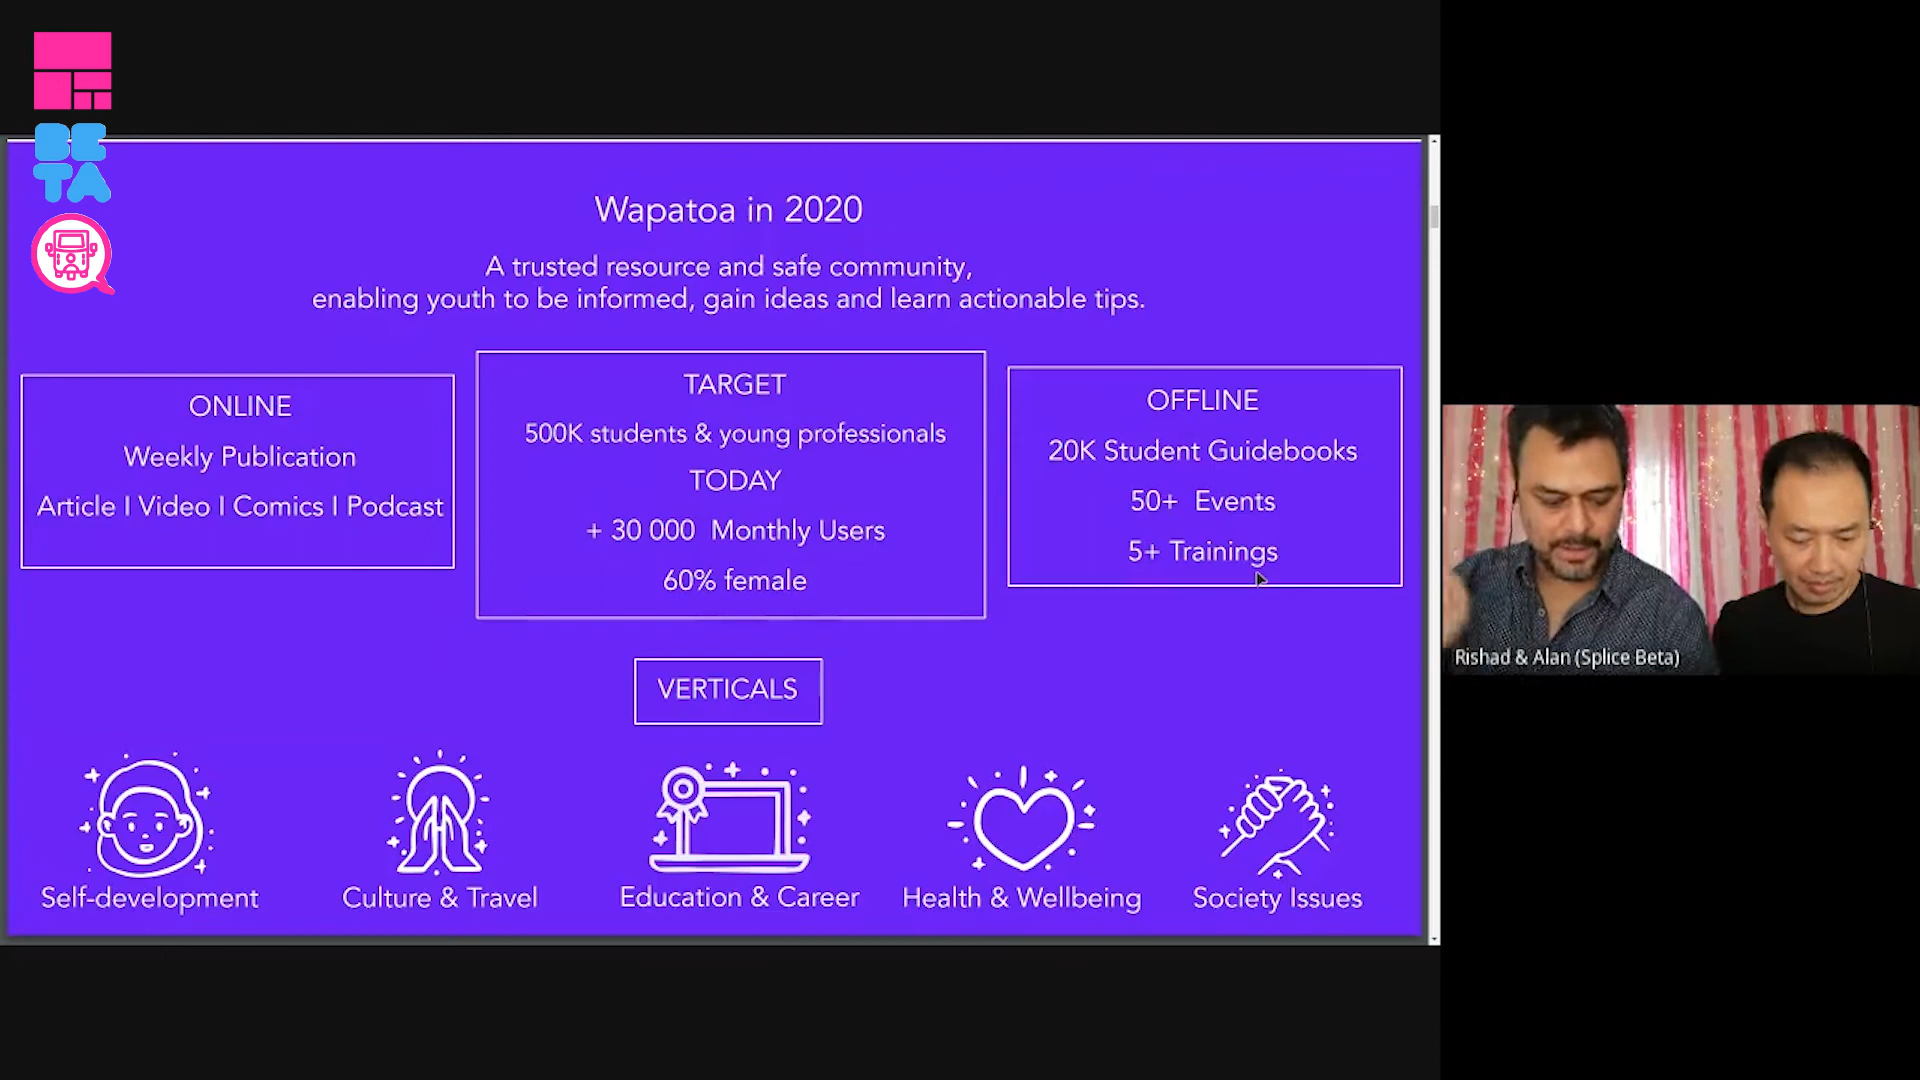 BE
TA
Wapatoa in 2020
A trusted resource and safe community,
enabling youth to be informed, gain ideas and learn actionable tips.
ONLINE
Weekly Publication
Article I Video I Comics I Podcast
TARGET
500K students & young professionals
TODAY
+ 30 000 Monthly Users
60% female
OFFLINE
20K Student Guidebooks
50+ Events
5+ Trainings
VERTICALS
Self-development
Culture & Travel
Education & Career
Health & Wellbeing
Society Issues
Rishad & Alan (Splice Beta)